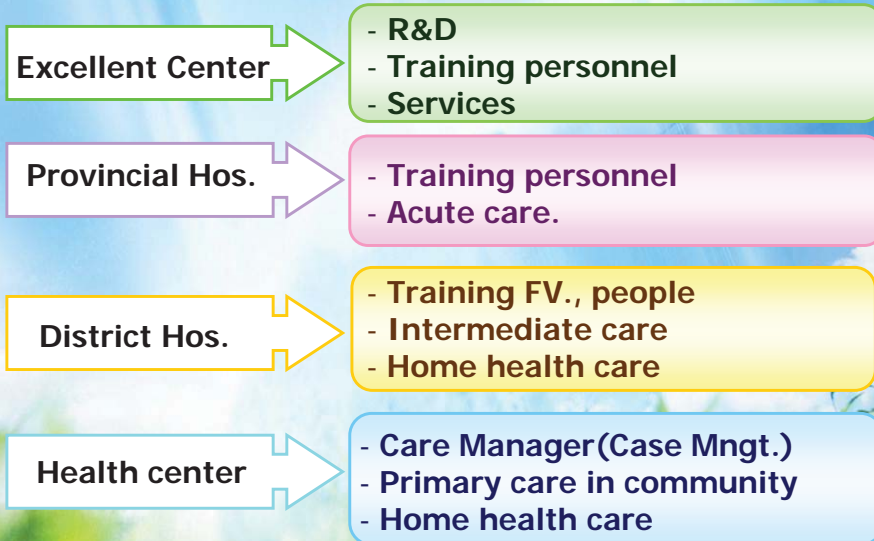 Excellent Center
- R&D
- Training personnel
- Services
Provincial Hos.
- Training personnel
- Acute care.
District Hos.
- Training FV., people
- Intermediate care
- Home health care
Health center
- Care Manager(Case Mngt.)
- Primary care in community
- Home health care